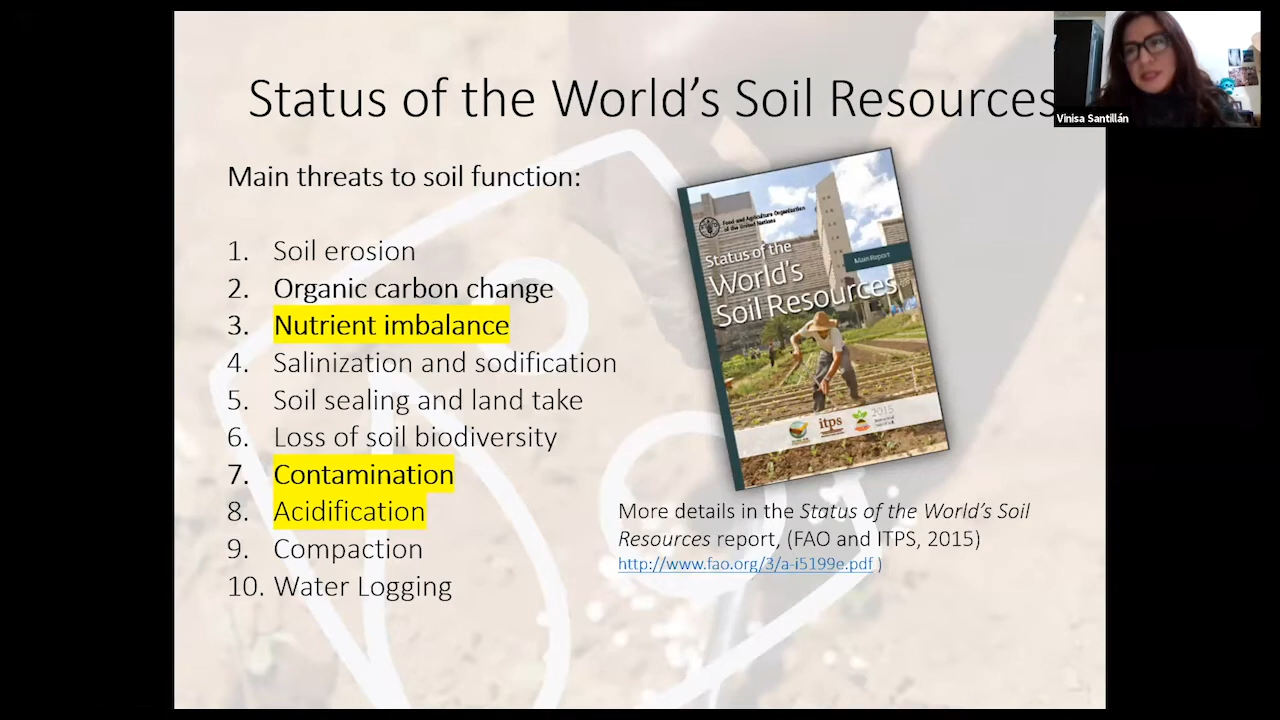 Status of the World's Soil Resources
Vinisa Santillán
Main threats to soil function:
1. Soil erosion
2. Organic carbon change
3. Nutrient imbalance
4. Salinization and sodification
5. Soil sealing and land take
6. Loss of soil biodiversity
7. Contamination
8. Acidification
9. Compaction
10. Water Logging
Food and Agriculture Organization
of the United Nations
Status of the
World's
Soil Resources
Main Report
itps
2015
More details in the Status of the World's Soil
Resources report, (FAO and ITPS, 2015)
http://www.fao.org/3/a-i5199e.pdf )